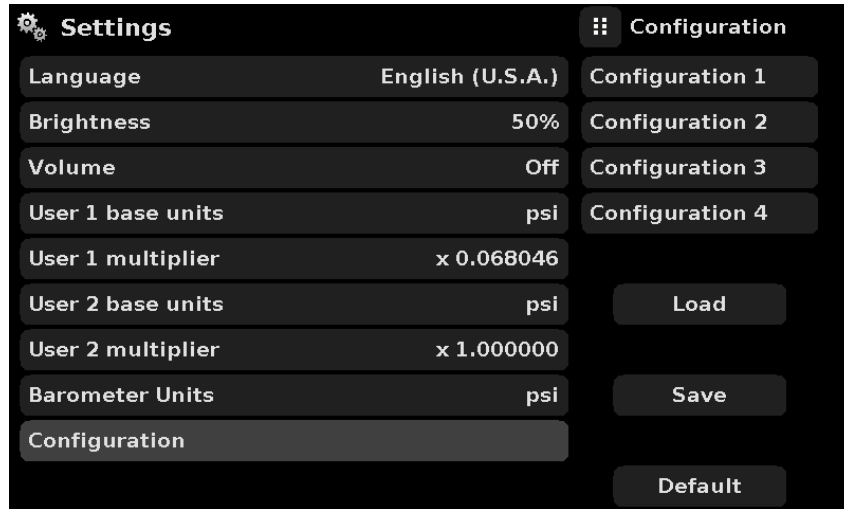 Settings
Language English (U.S.A.)
Brightness 50%
Volume Off
User 1 base units psi
User 1 multiplier x 0.068046
User 2 base units psi
User 2 multiplier x 1.000000
Barometer Units psi
Configuration
Configuration
Configuration 1
Configuration 2
Configuration 3
Configuration 4
Load
Save
Default